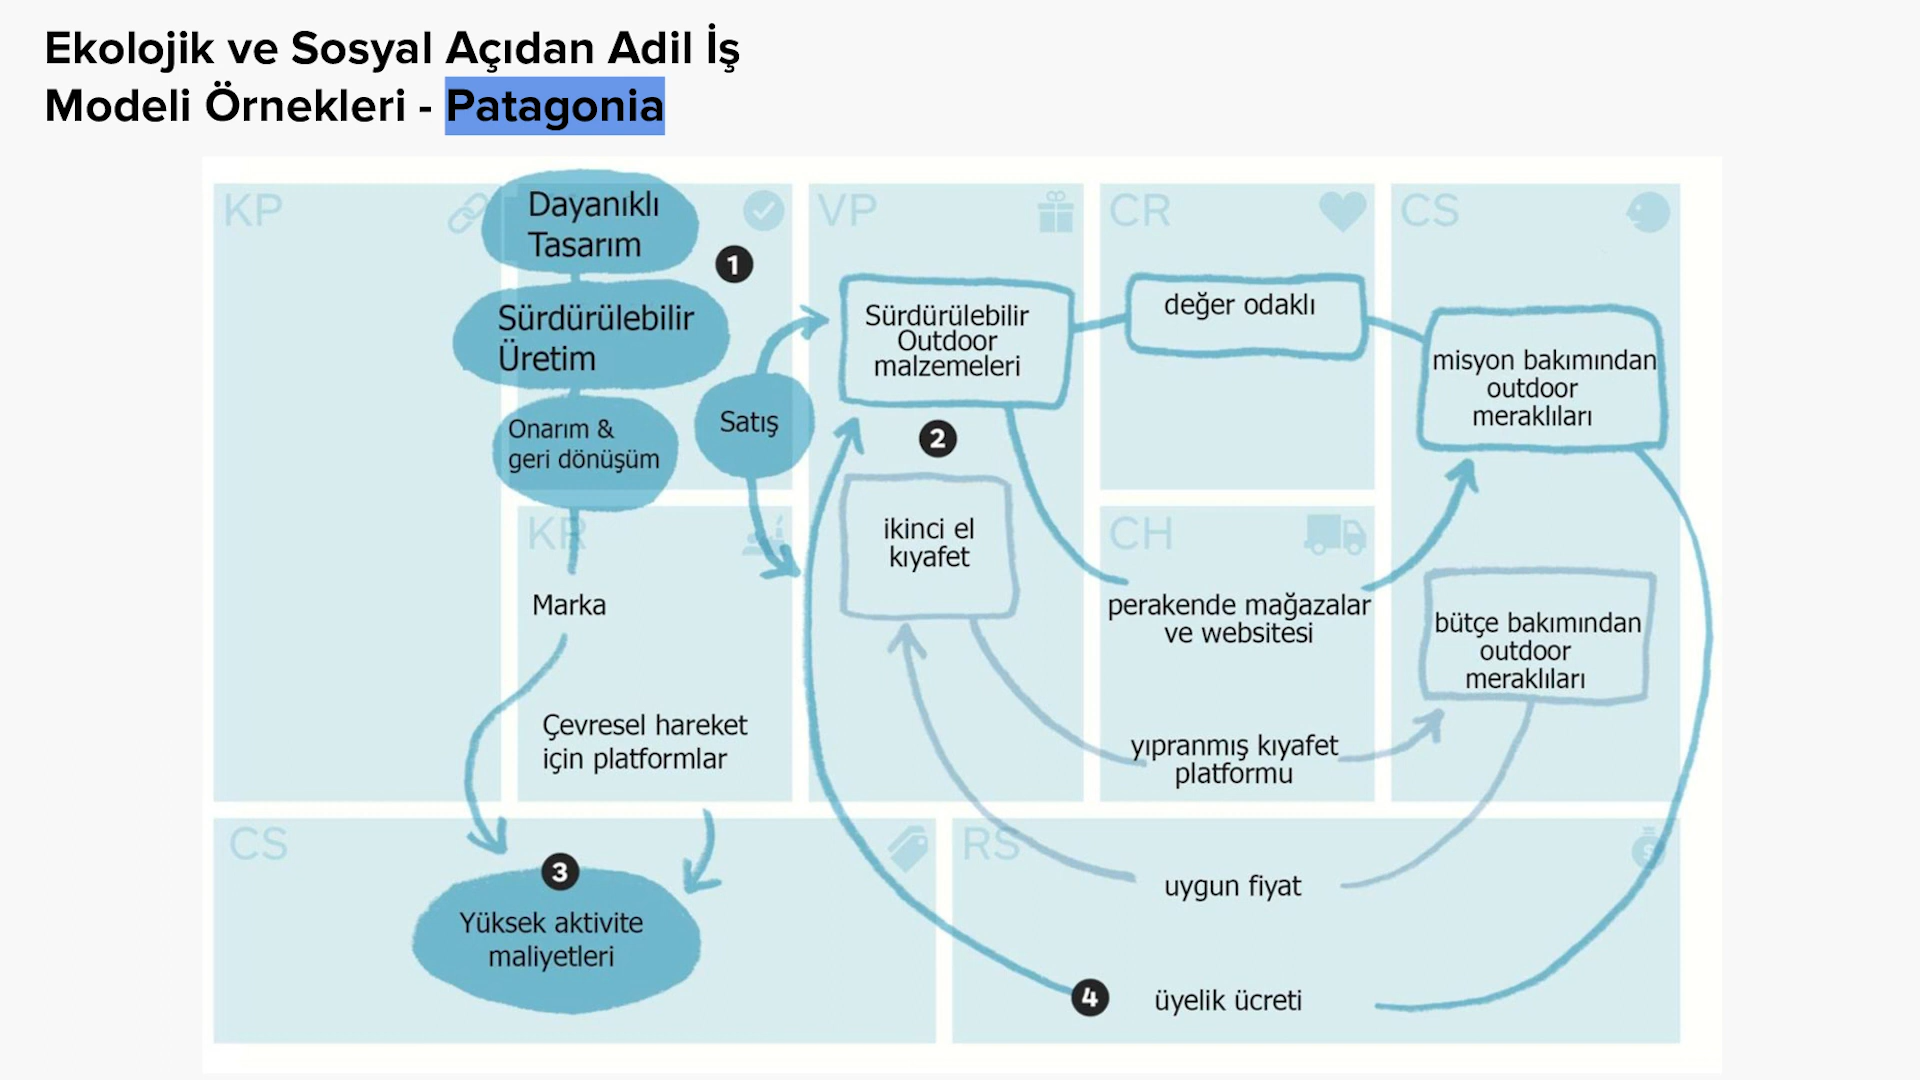 Ekolojik ve Sosyal Açıdan Adil İş
Modeli Örnekleri - Patagonia
KP
Dayanıklı
Tasarım
1
Sürdürülebilir
Üretim
Onarım &
geri dönüşüm
Satış
KR
Marka
Çevresel hareket
için platformlar
VP
Sürdürülebilir
Outdoor
malzemeleri
2
ikinci el
kıyafet
CR
değer odaklı
CH
perakende mağazalar
ve websitesi
yıpranmış kıyafet
platformu
CS
misyon bakımından
outdoor
meraklıları
bütçe bakımından
outdoor
meraklıları
CS
3
Yüksek aktivite
maliyetleri
RS
$
uygun fiyat
4
üyelik ücreti